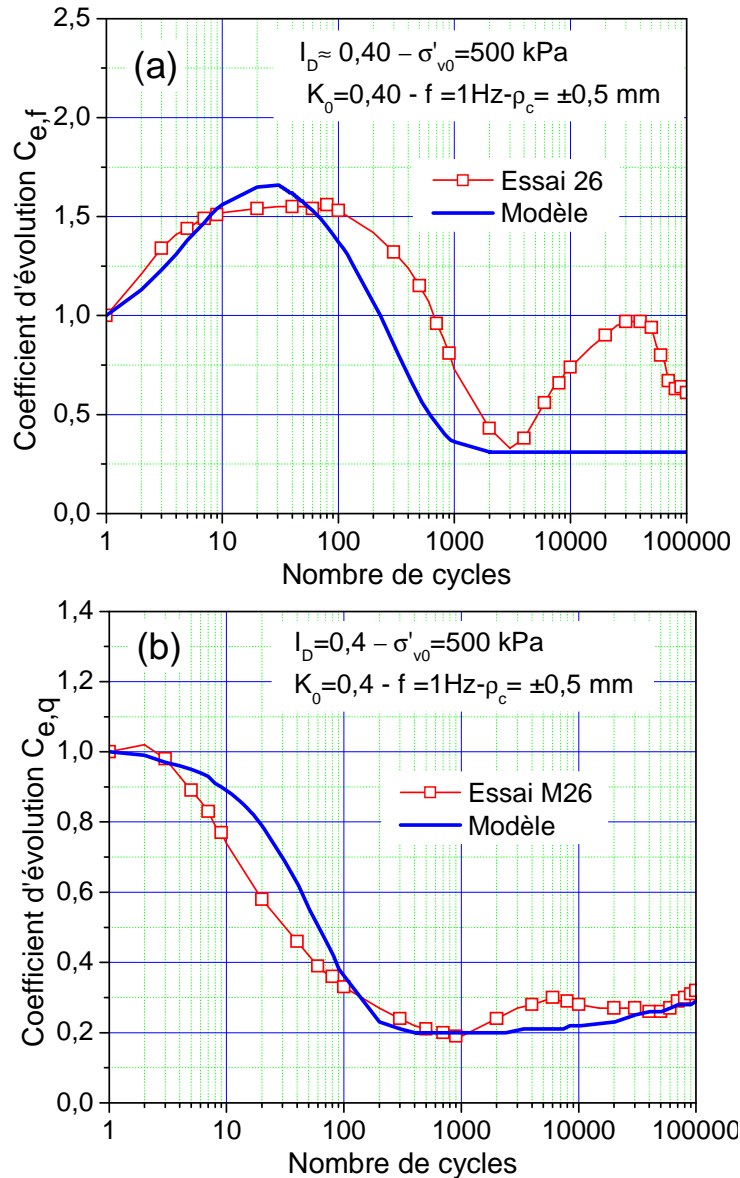 (a)
I_D≈ 0,40 – σ'_v0=500 kPa
K_0=0,40 - f =1Hz-ρ_c= ±0,5 mm
Essai 26
Modèle
Coefficient d'évolution C_e,f
2,5
2,0
1,5
1,0
0,5
0,0
1 10 100 1000 10000 100000
Nombre de cycles
(b)
I_D=0,4 – σ'_v0=500 kPa
K_0=0,4 - f =1Hz-ρ_c= ±0,5 mm
Essai M26
Modèle
Coefficient d'évolution C_e,q
1,4
1,2
1,0
0,8
0,6
0,4
0,2
0,0
1 10 100 1000 10000 100000
Nombre de cycles